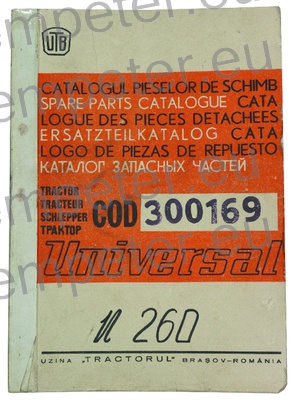 UTB
CATALOGUL PIESELOR DE SCHIMB
SPARE PARTS CATALOGUE CATA
LOGUE DES PIECES DETACHEES
ERSATZTEILKATALOG CATA
LOGO DE PIEZAS DE REPUESTO
КАТАЛОГ ЗАПАСНЫХ ЧАСТЕЙ
TRACTOR
TRACTEUR
SCHLEPPER
ТРАКТОР
COD 300169
Universal
U 260
UZINA „TRACTORUL" BRAȘOV-ROMÂNIA